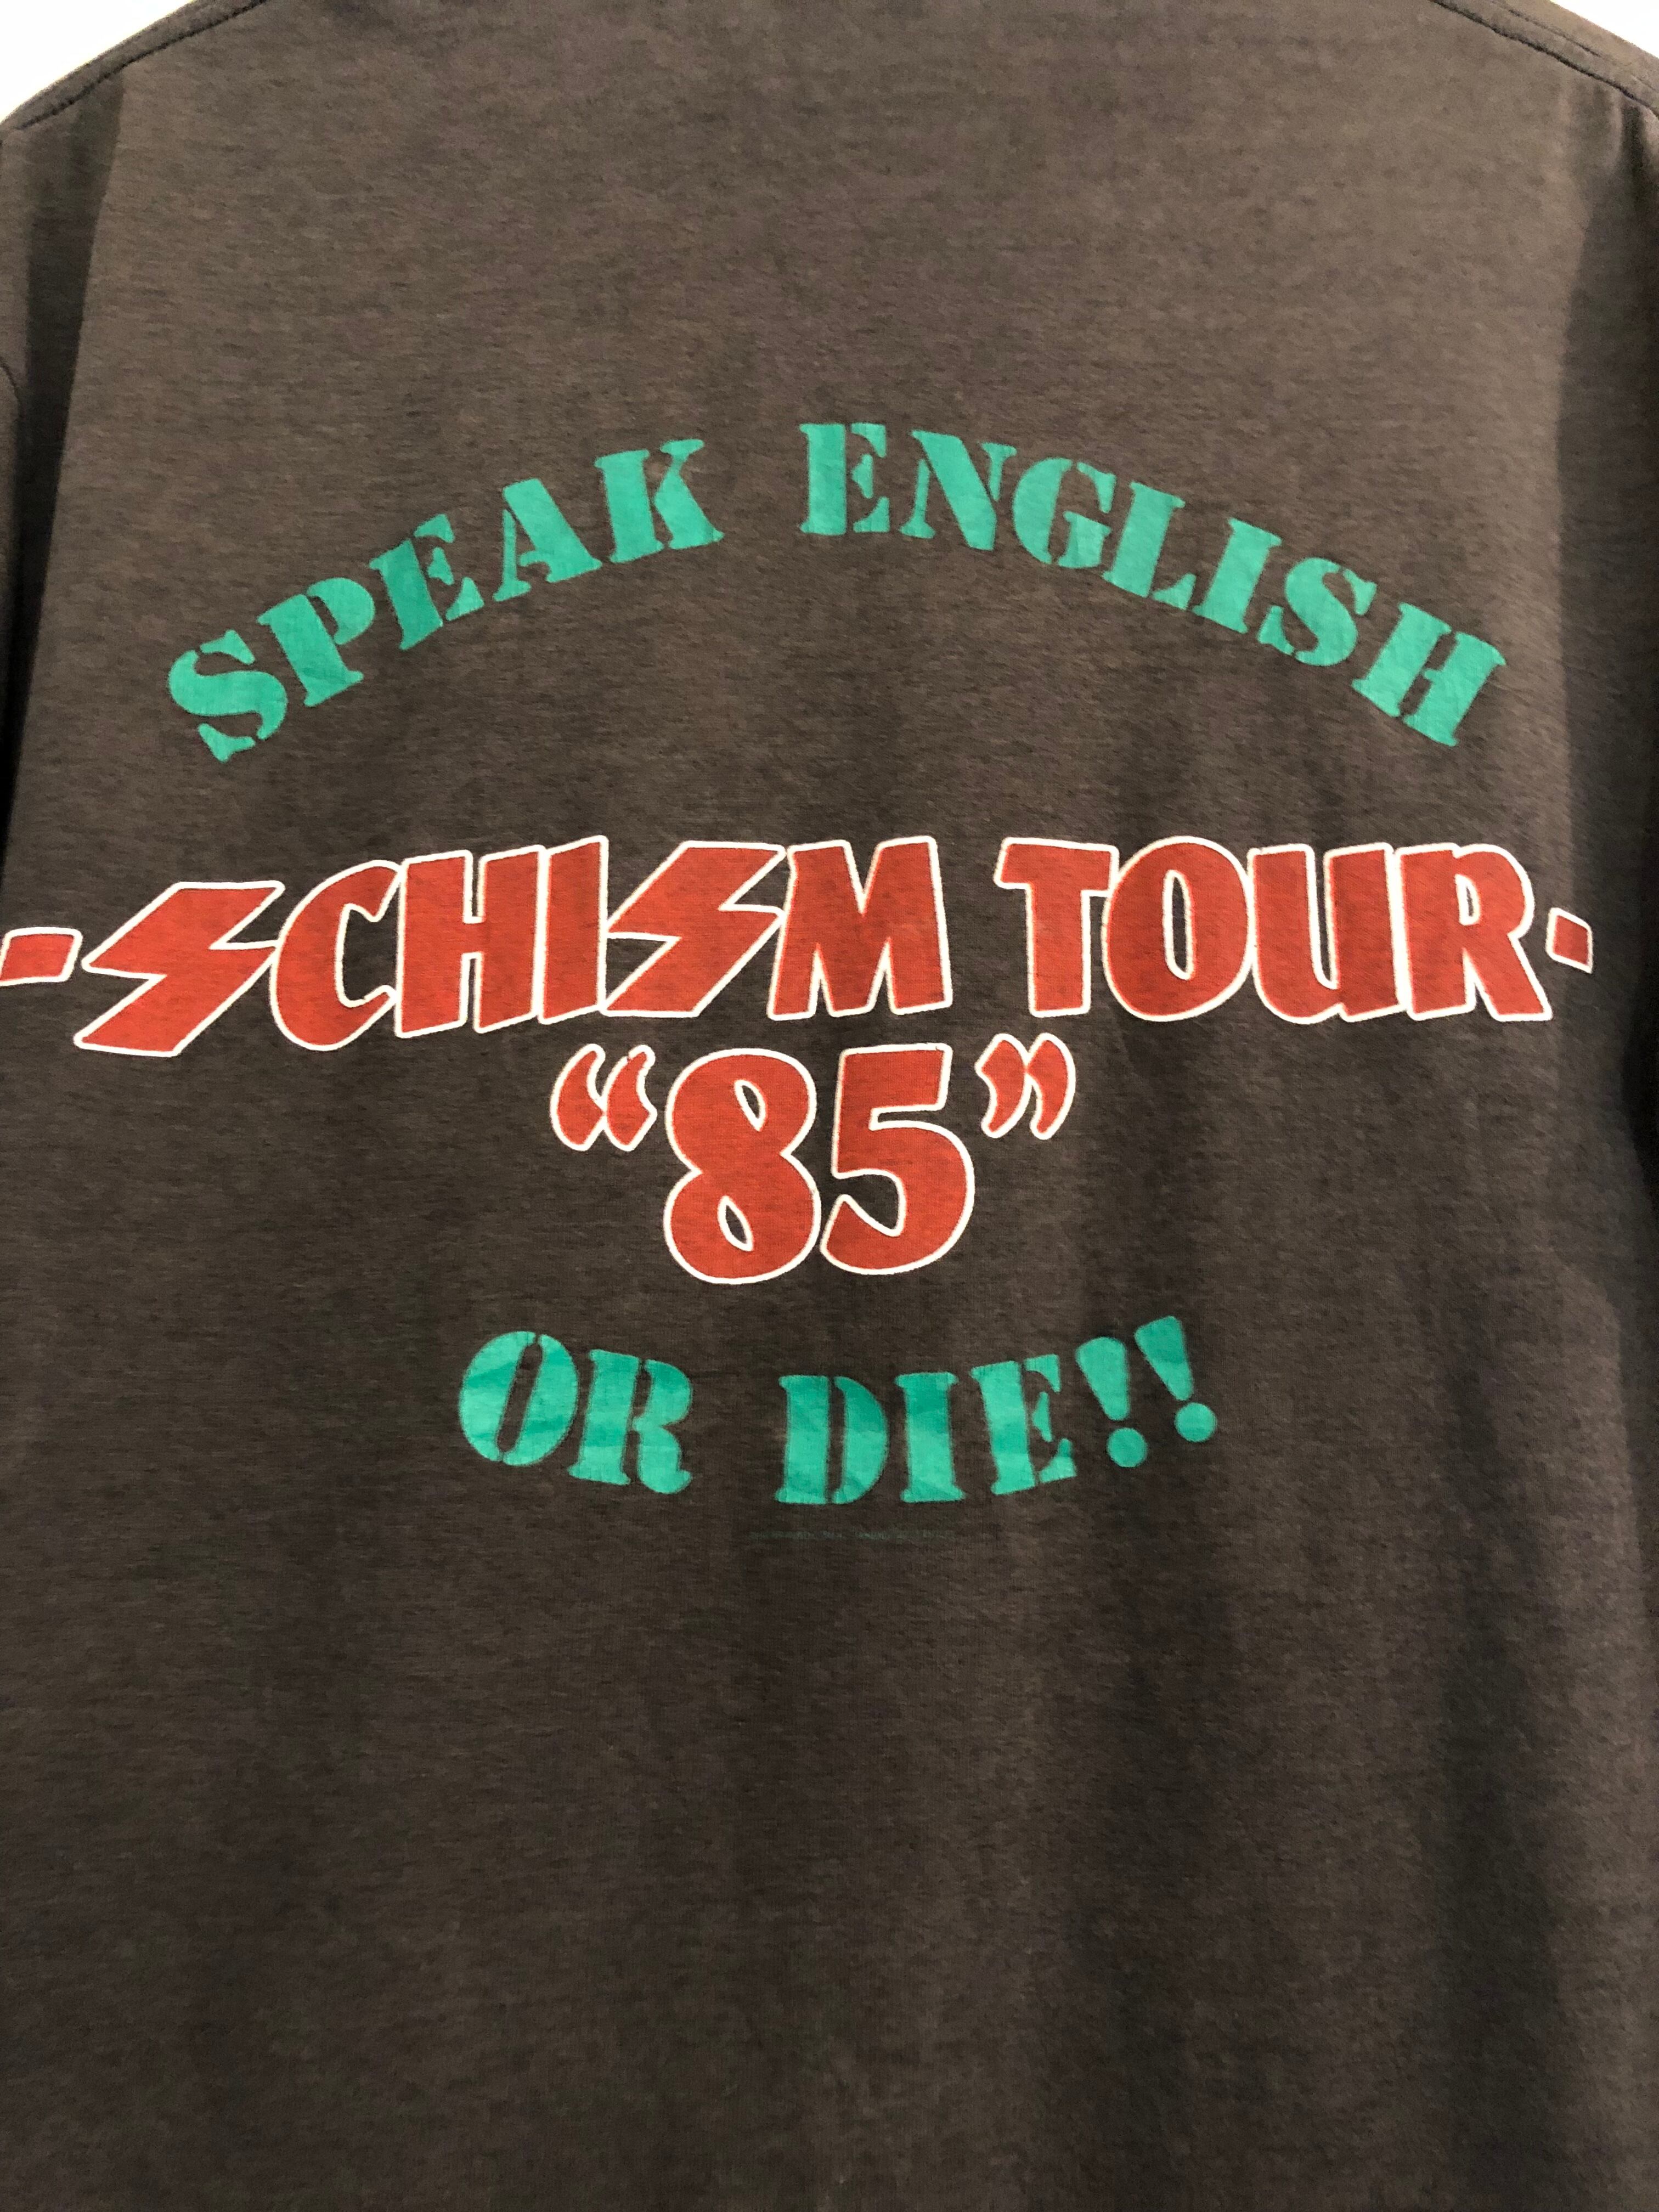 SPEAK ENGLISH
-SCHISM TOUR-
“85”
OR DIE!!